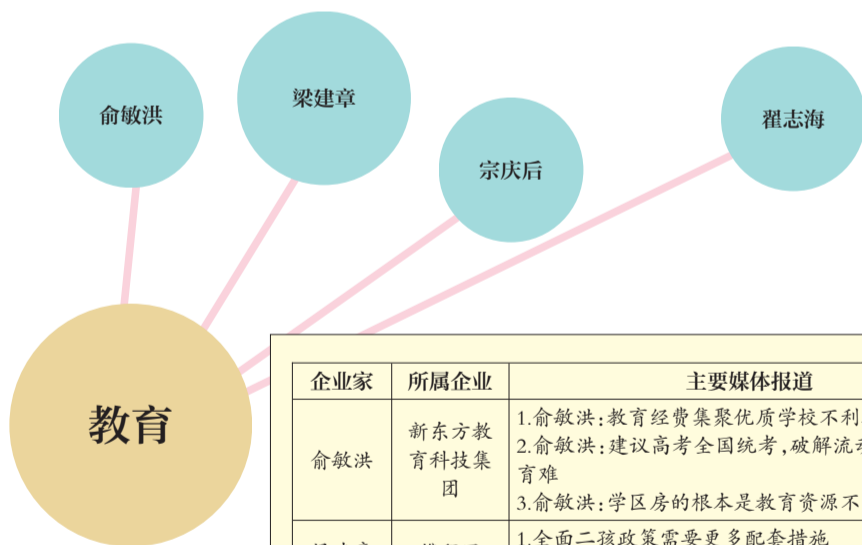 俞敏洪
梁建章
宗庆后
翟志海
教育
企业家 所属企业 主要媒体报道
俞敏洪
新东方教
育科技集
团
1.俞敏洪:教育经费集聚优质学校不利
2.俞敏洪:建议高考全国统考,破解流
育难
3.俞敏洪:学区房的根本是教育资源不
1.全面二孩政策需要更多配套措施